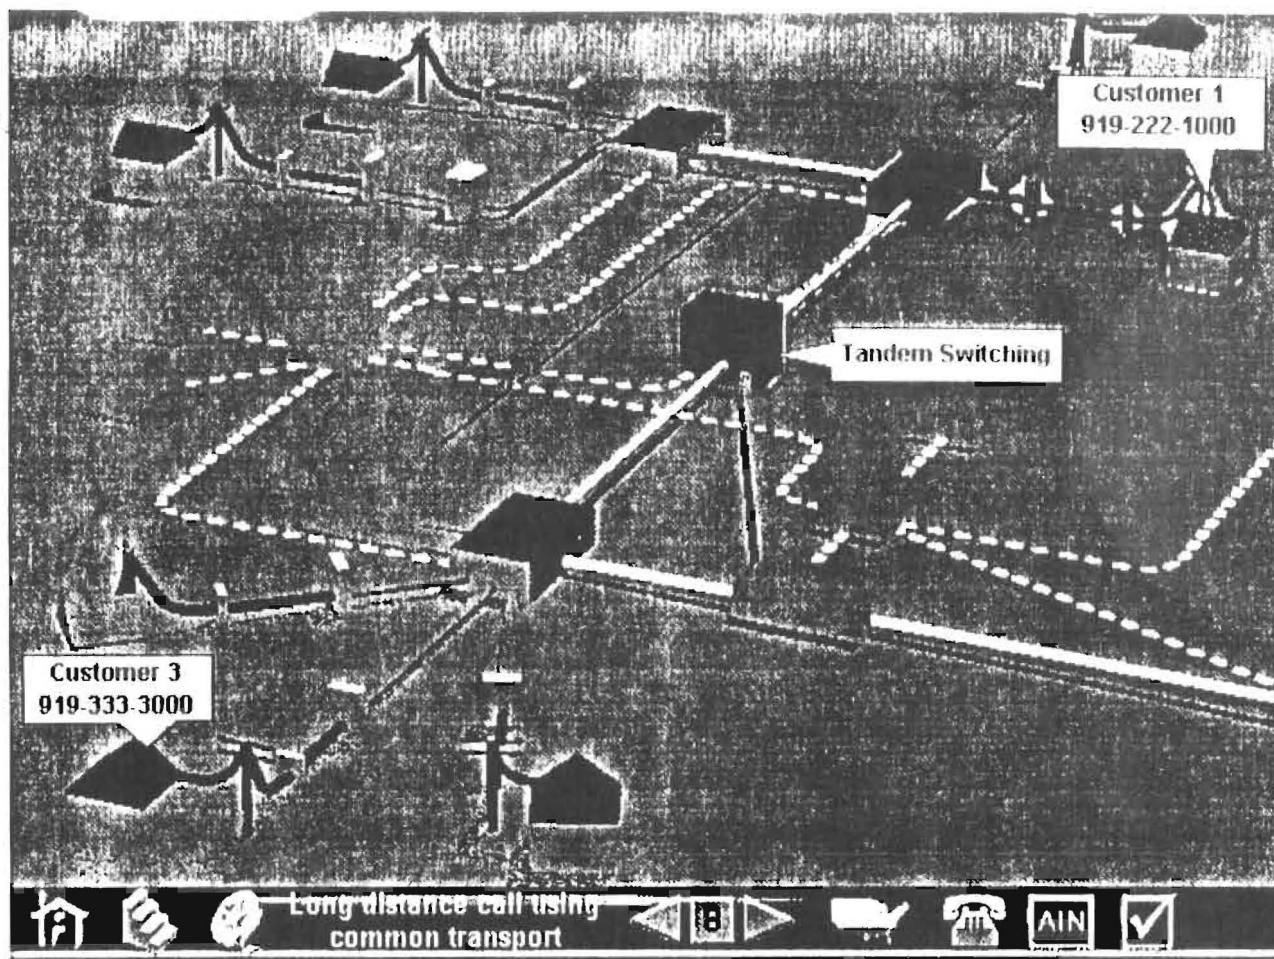 Customer 1
919-222-1000
Tandem Switching
Customer 3
919-333-3000
Long distance call using
common transport
AIN